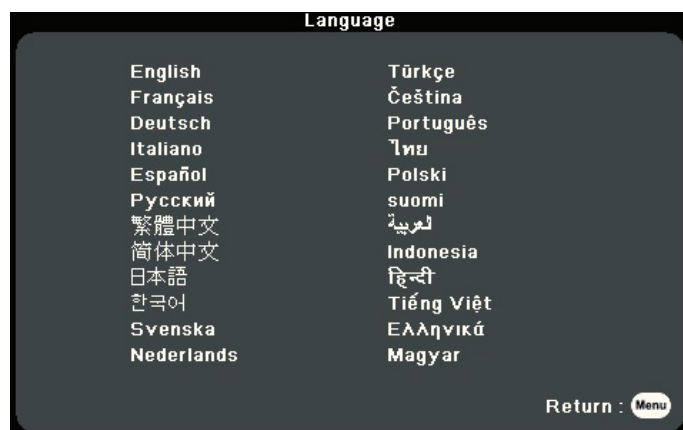 Language
English
Français
Deutsch
Italiano
Español
Русский
繁體中文
简体中文
日本語
한국어
Svenska
Nederlands
Türkçe
Čeština
Português
ไทย
Polski
suomi
العربية
Indonesia
हिन्दी
Tiếng Việt
Ελληνικά
Magyar
Return : Menu